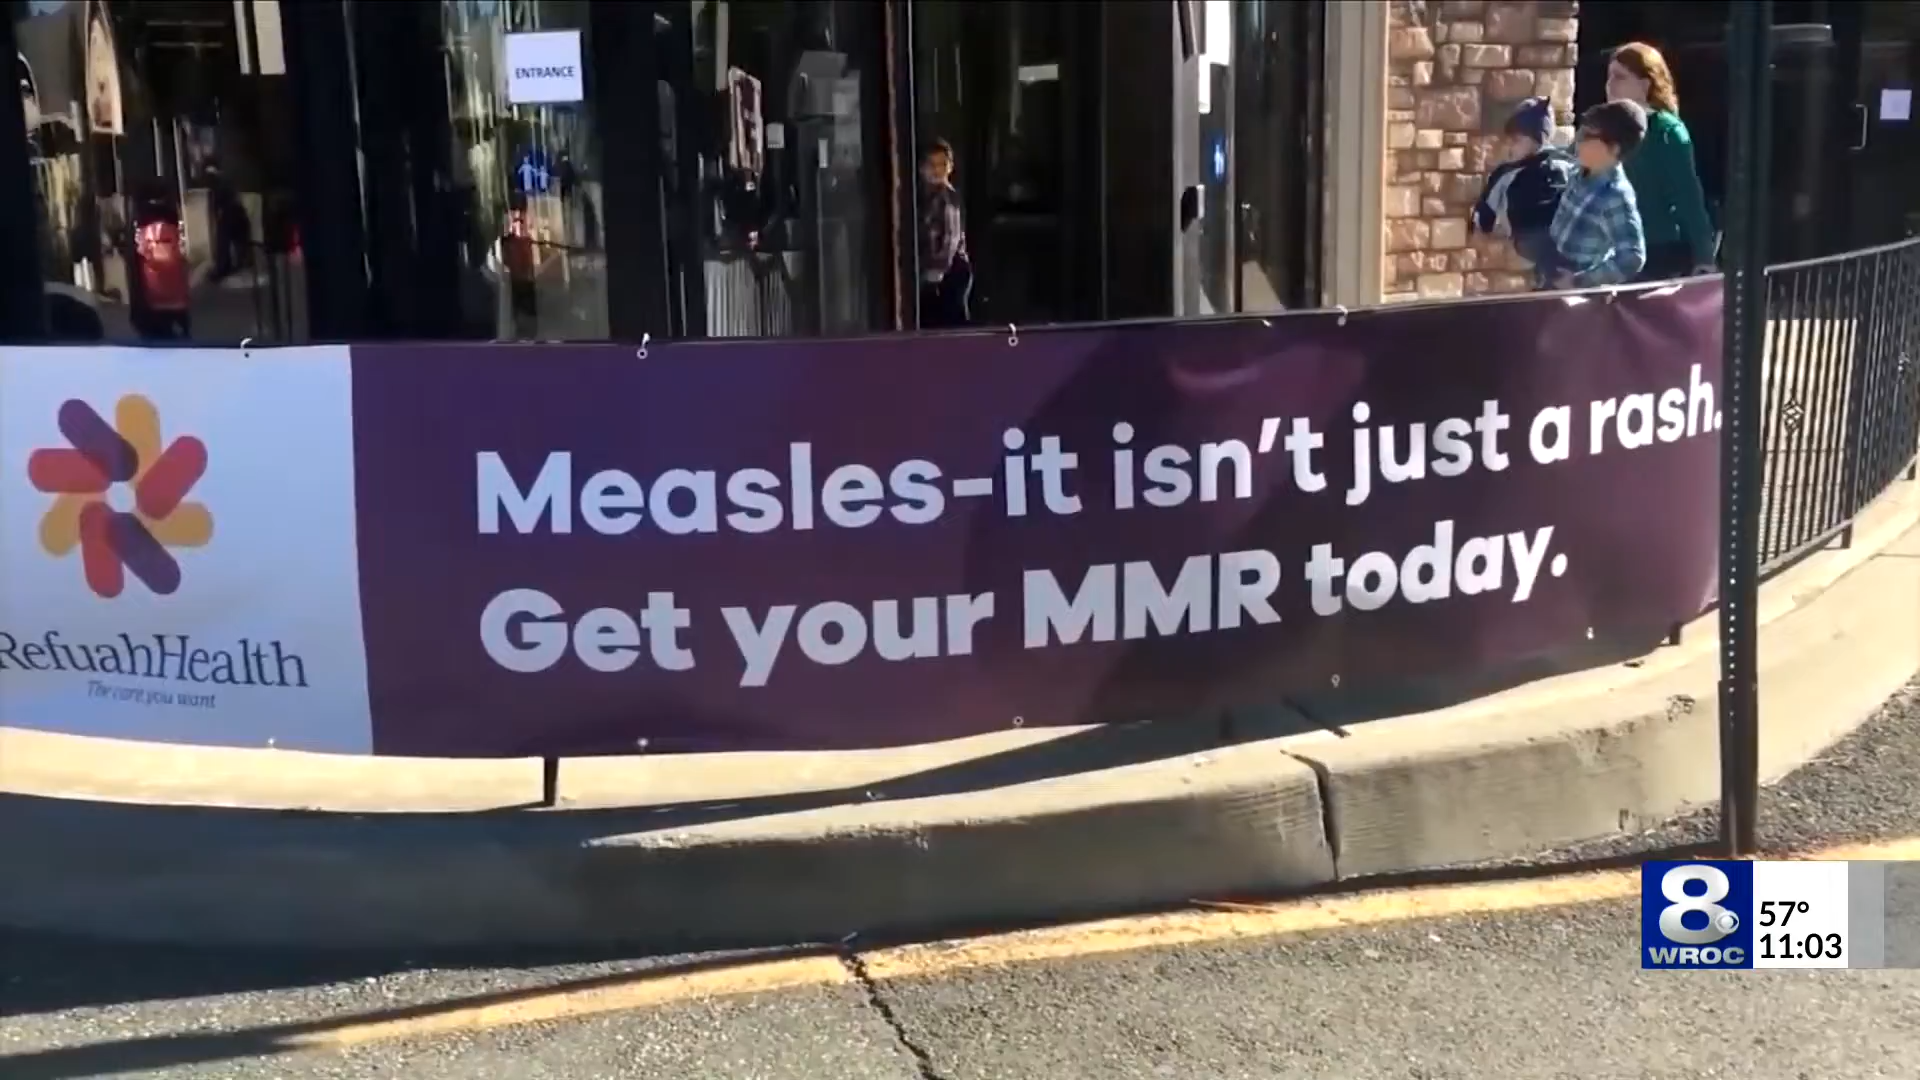 ENTRANCE
Measles-it isn't just a rash.
Get your MMR today.
RefuahHealth
The care you want
8
WROC
57°
11:03